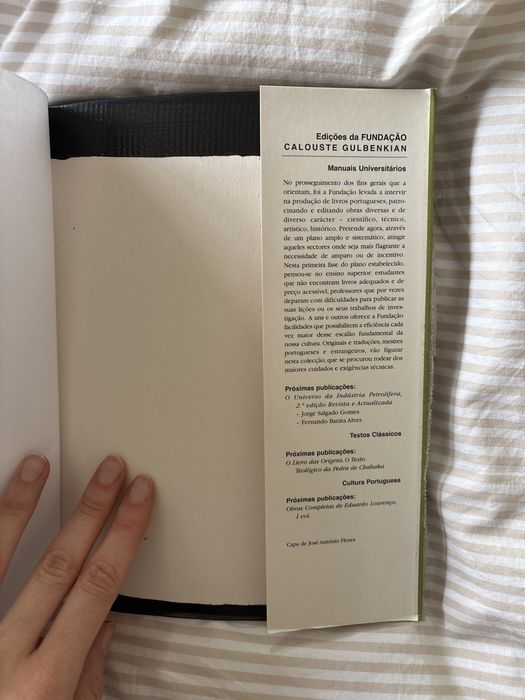 Edições da FUNDAÇÃO
CALOUSTE GULBENKIAN
Manuais Universitários
No prosseguimento dos fins gerais que a
orientam, foi a Fundação levada a intervir
na produção de livros portugueses, patro-
cinando e editando obras diversas e de
diverso carácter – científico, técnico,
artístico, histórico. Pretende agora, através
de um plano amplo e sistemático, atingir
aqueles sectores onde seja mais flagrante a
necessidade de amparo ou de incentivo.
Nesta primeira fase do plano estabelecido,
pensou-se no ensino superior: estudantes
que não encontram livros adequados e de
preço acessível, professores que por vezes
deparam com dificuldades para publicar as
suas lições ou os seus trabalhos de inves-
tigação. A uns e outros oferece a Fundação
facilidades que possibilitem a eficiência cada
vez maior desse escalão fundamental da
nossa cultura. Originais e traduções, mestres
portugueses e estrangeiros, vão figurar
nesta colecção, que se procurou rodear dos
maiores cuidados e exigências técnicas.
Próximas publicações:
O Universo da Indústria Petrolífera,
2.ª edição Revista e Actualizada
– Jorge Salgado Gomes
– Fernando Barata Alves
Textos Clássicos
Próximas publicações:
O Livro das Origens. O Texto
Teológico da Pedra de Chabaka
Cultura Portuguesa
Próximas publicações:
Obras Completas de Eduardo Lourenço,
I vol.
Capa de José António Flores